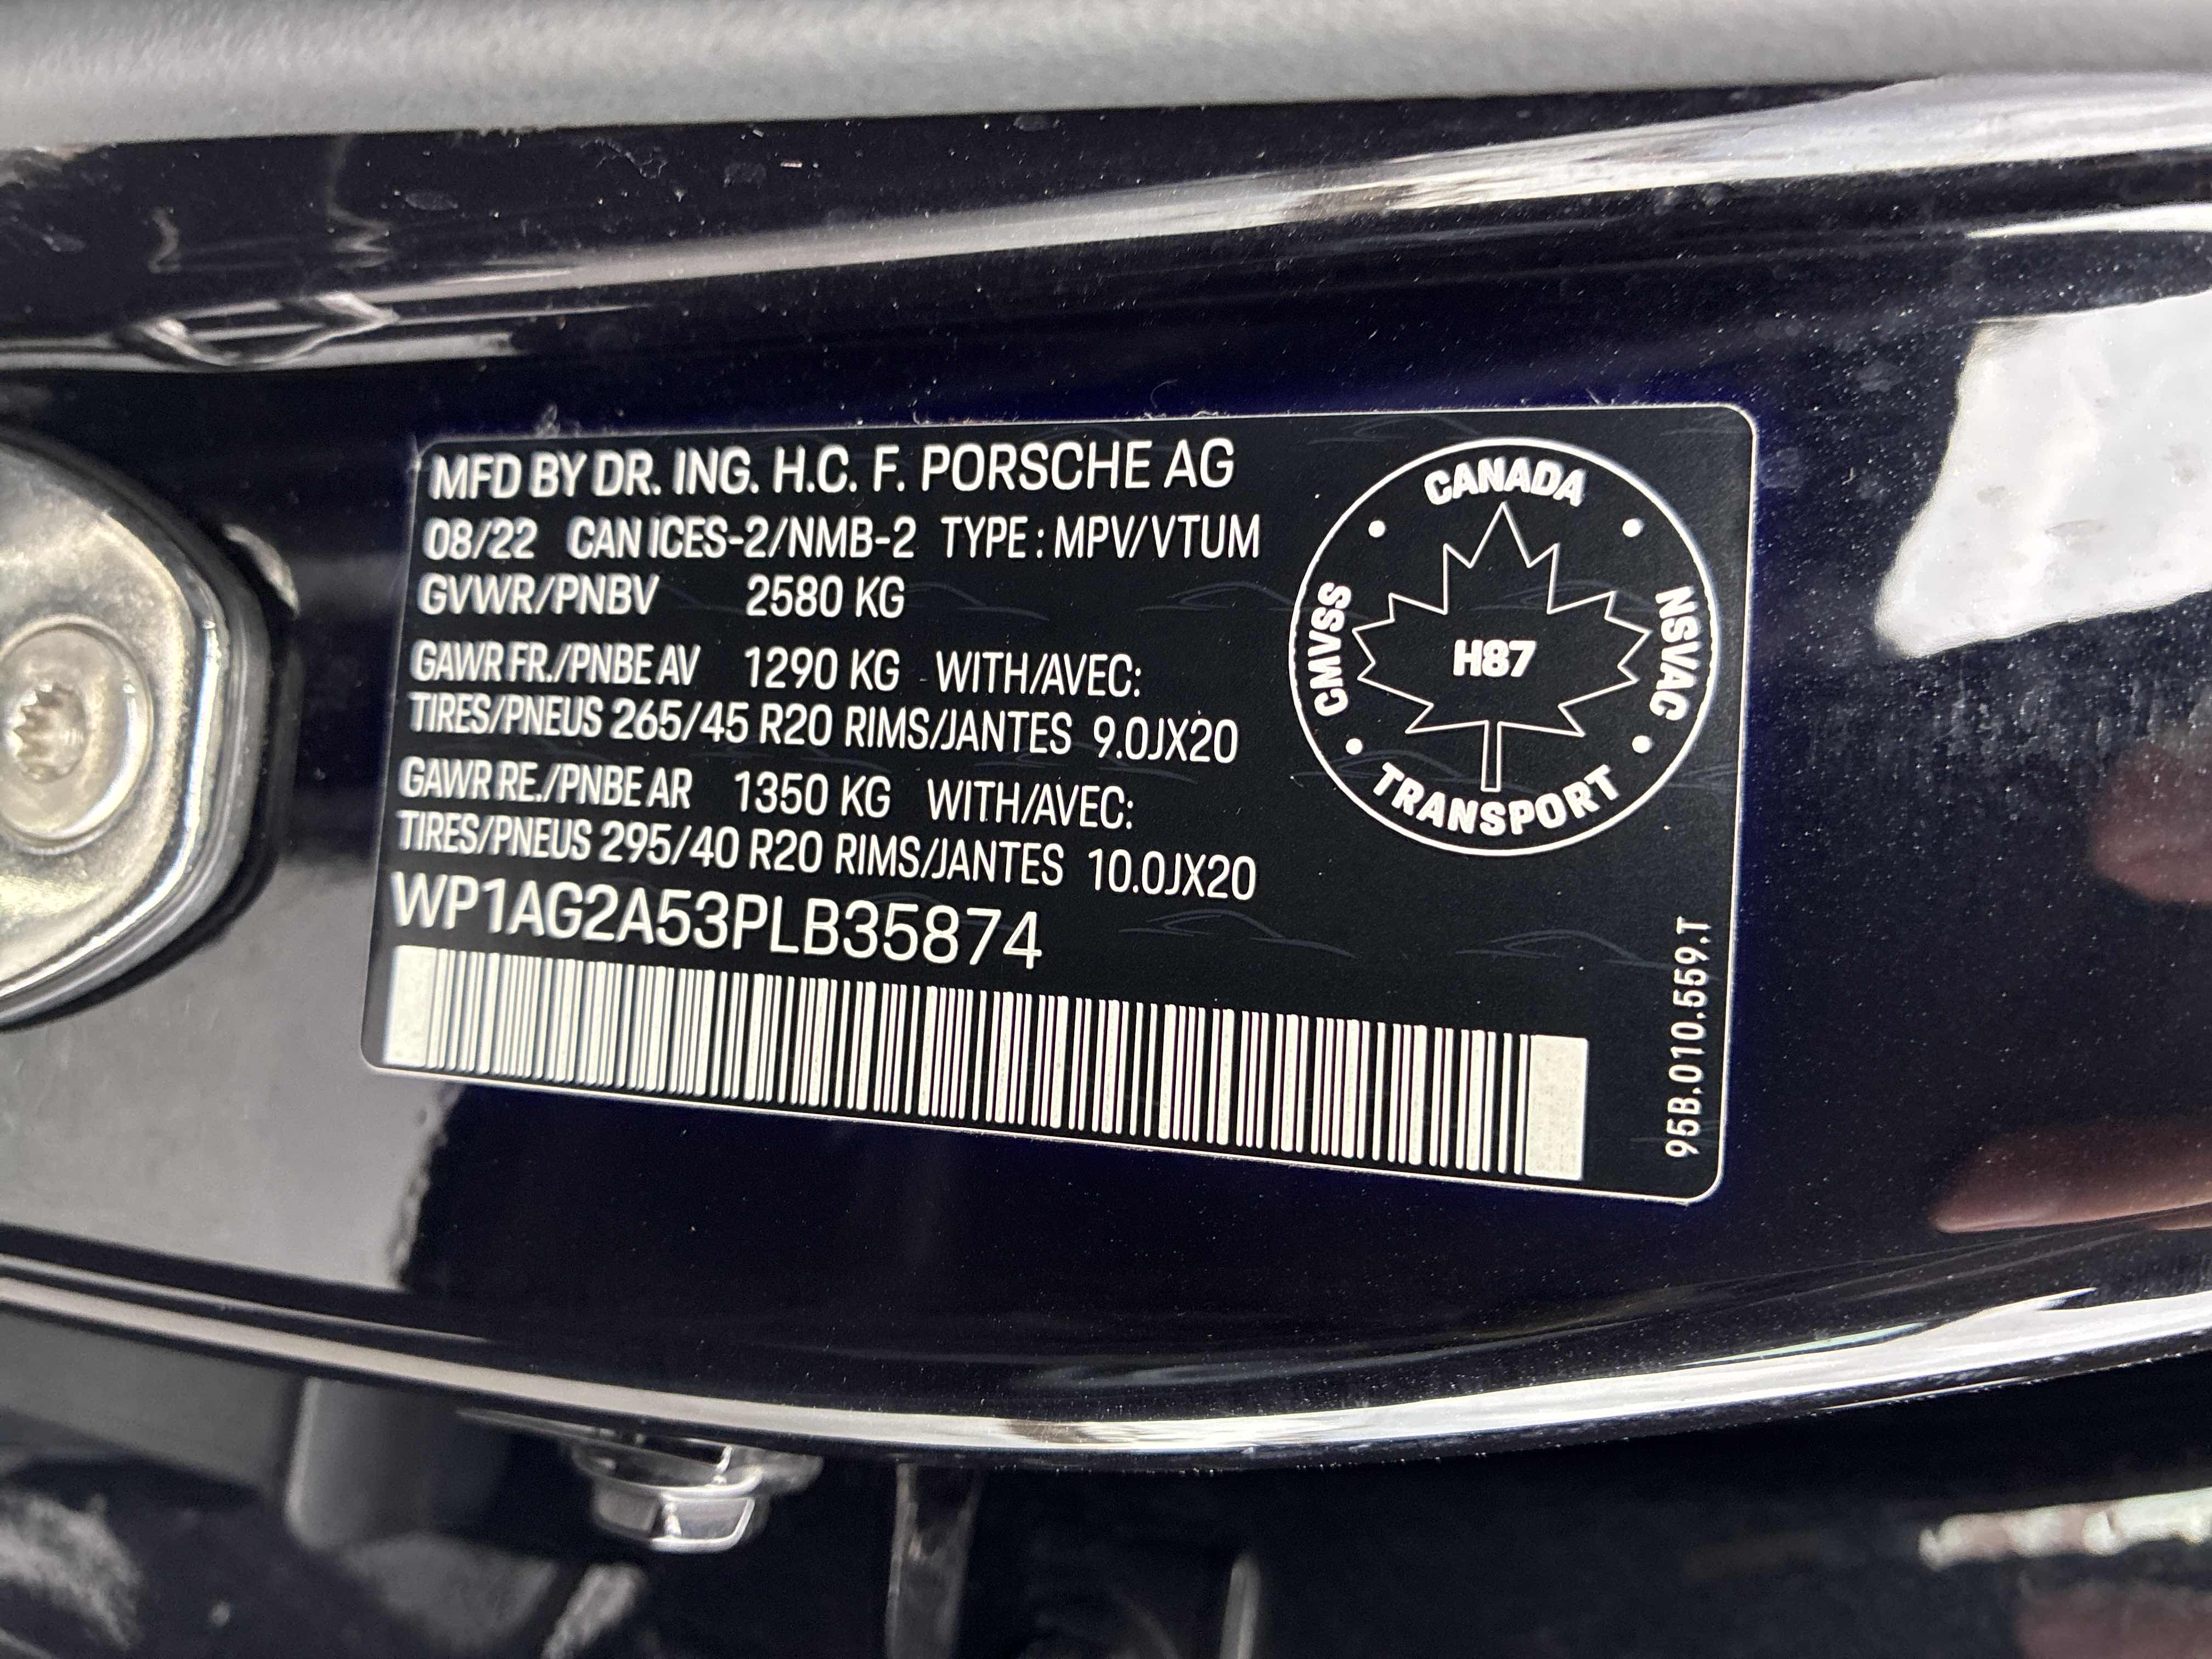 MFD BY DR. ING. H.C. F. PORSCHE AG
08/22 CAN ICES-2/NMB-2 TYPE : MPV/VTUM
GVWR/PNBV 2580 KG
GAWR FR./PNBE AV 1290 KG WITH/AVEC:
TIRES/PNEUS 265/45 R20 RIMS/JANTES 9.0JX20
GAWR RE./PNBE AR 1350 KG WITH/AVEC:
TIRES/PNEUS 295/40 R20 RIMS/JANTES 10.0JX20
WP1AG2A53PLB35874
CANADA
CMVSS
H87
NSVAC
TRANSPORT
95B.010.559.T